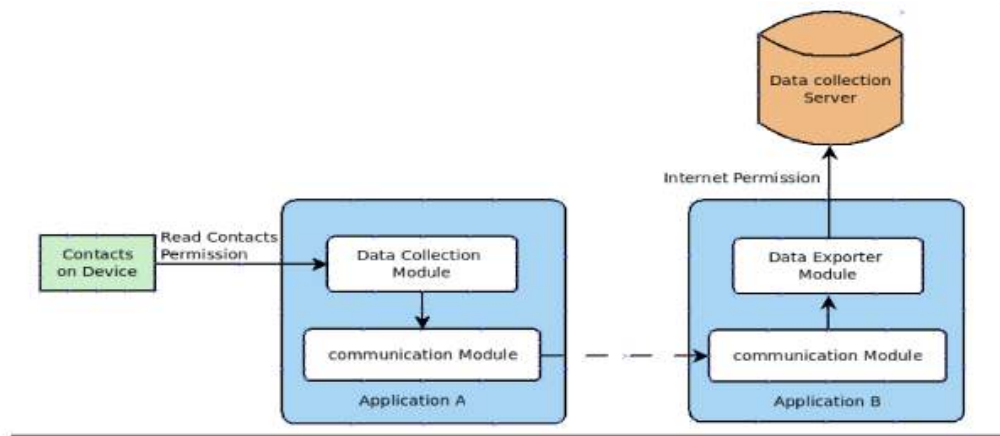 Data collection
Server
Internet Permission
Contacts
on Device
Read Contacts
Permission
Data Collection
Module
communication Module
Application A
Data Exporter
Module
communication Module
Application B